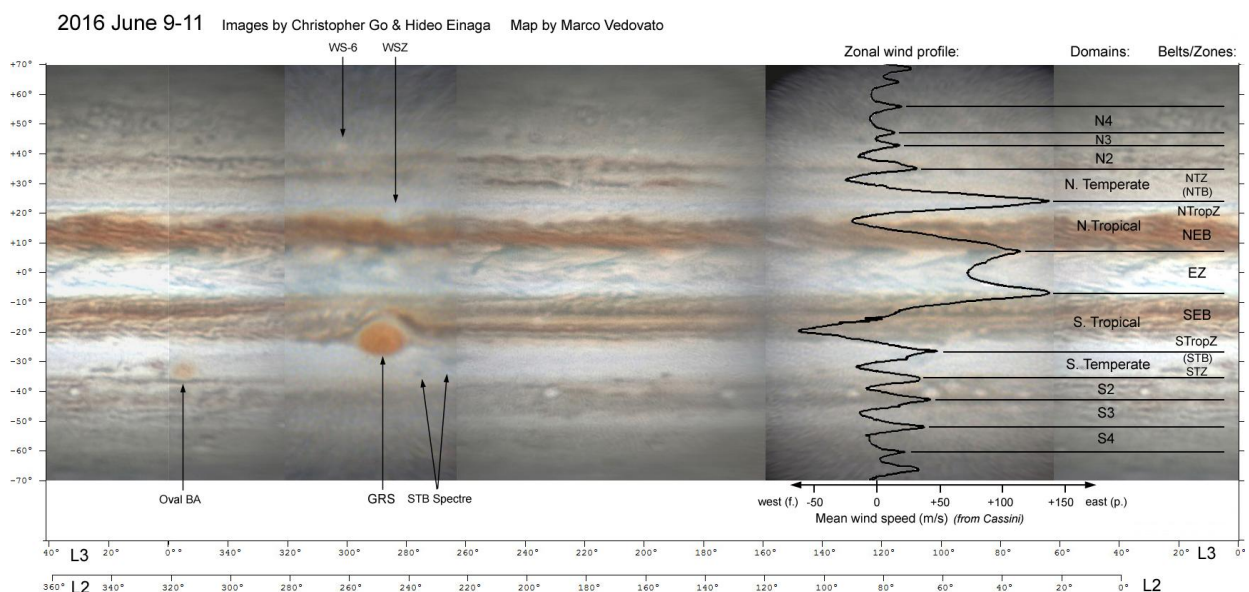 2016 June 9-11 Images by Christopher Go & Hideo Einaga Map by Marco Vedovato
WS-6 WSZ Zonal wind profile: Domains: Belts/Zones:
+70°
+60°
+50°
N4
+40°
N3
N2
+30°
N. Temperate
NTZ
(NTB)
+20°
NTropZ
N.Tropical
+10°
NEB
+0°
EZ
-10°
SEB
S. Tropical
-20°
STropZ
-30°
S. Temperate
(STB)
STZ
-40°
S2
S3
-50°
S4
-60°
-70°
Oval BA GRS STB Spectre
west (f.) -50 0 +50 +100 +150 east (p.)
Mean wind speed (m/s) (from Cassini)
40° 20° 0°° 340° 320° 300° 280° 260° 240° 220° 200° 180° 160° 140° 120° 100° 80° 60° 40° 20° 0°
L3 L3
360° 340° 320° 300° 280° 260° 240° 220° 200° 180° 160° 140° 120° 100° 80° 60° 40° 20° 0°
L2 L2